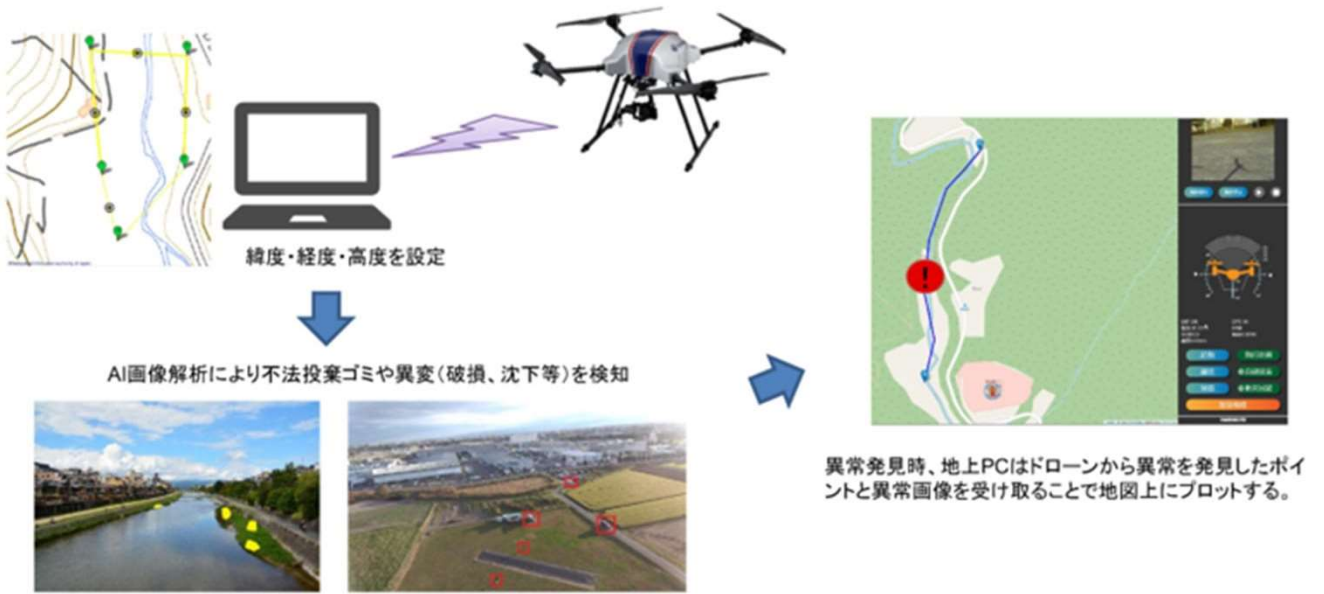 緯度・経度・高度を設定
AI画像解析により不法投棄ゴミや異変(破損、沈下等)を検知
異常発見時、地上PCはドローンから異常を発見したポイ
ントと異常画像を受け取ることで地図上にプロットする。